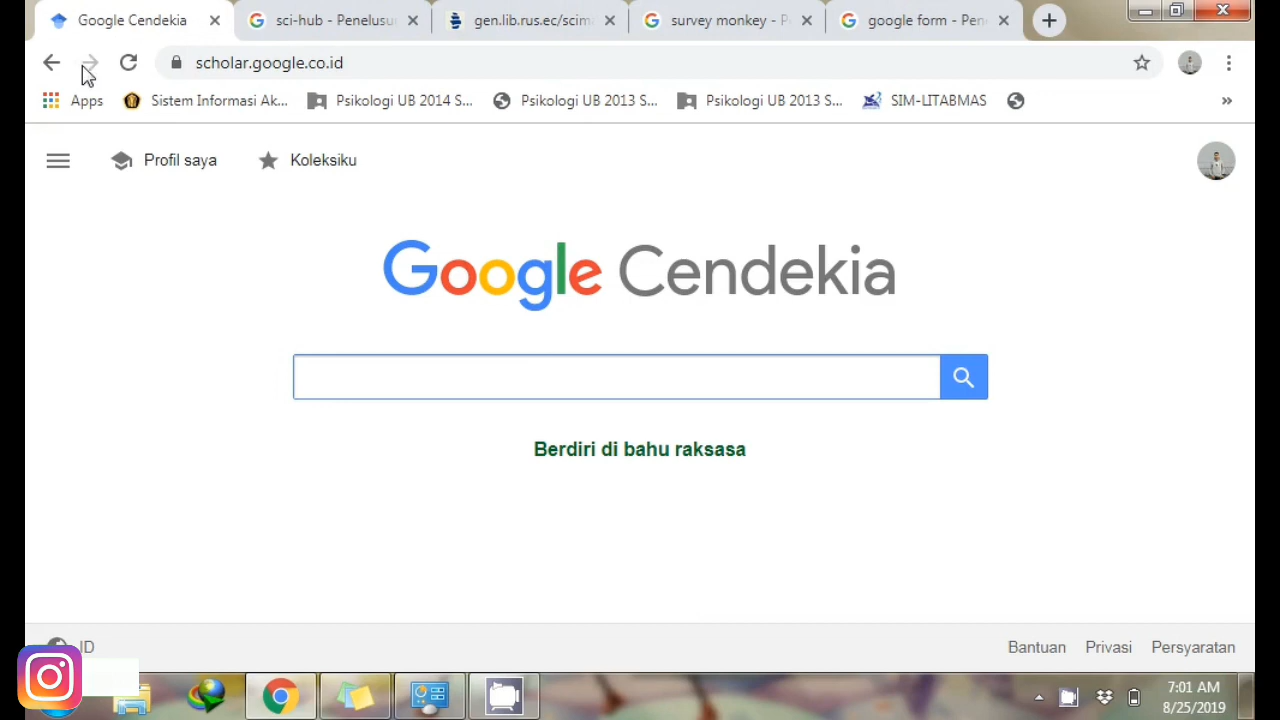 Google Cendekia
sci-hub - Penelusu
gen.lib.rus.ec/scim
survey monkey - P
google form - Pen
scholar.google.co.id
Apps
Sistem Informasi Ak...
Psikologi UB 2014 S...
Psikologi UB 2013 S...
Psikologi UB 2013 S...
SIM-LITABMAS
»
Profil saya
Koleksiku
Google Cendekia
Berdiri di bahu raksasa
ID
Bantuan
Privasi
Persyaratan
7:01 AM
8/25/2019